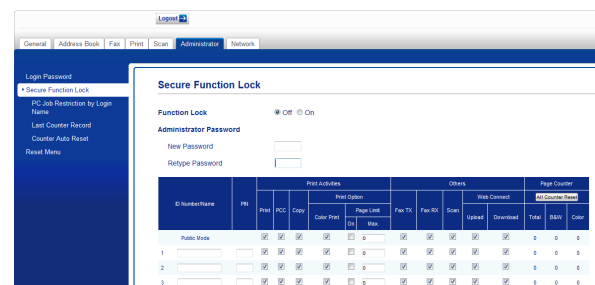 Logout
General Address Book Fax Print Scan Administrator Network
Login Password
Secure Function Lock
PC Job Restriction by Login
Name
Last Counter Record
Counter Auto Reset
Reset Menu
Secure Function Lock
Function Lock Off On
Administrator Password
New Password
Retype Password
Print Activities Others Page Counter
ID Number/Name PIN Print PCC Copy Print Option Fax TX Fax RX Scan Web Connect All Counter Reset
Color Print Page Limit Upload Download Total B&W Color
On Max.
Public Mode 0 0 0 0
1 0 0 0 0
2 0 0 0 0
3 0 0 0 0